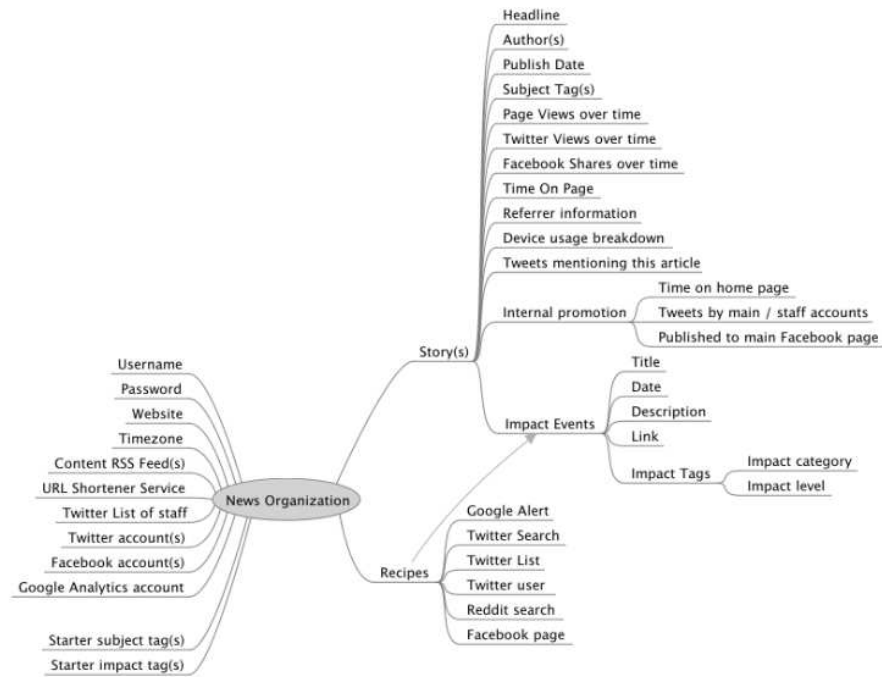 Headline
Author(s)
Publish Date
Subject Tag(s)
Page Views over time
Twitter Views over time
Facebook Shares over time
Time On Page
Referrer information
Device usage breakdown
Tweets mentioning this article
Internal promotion
Time on home page
Tweets by main / staff accounts
Published to main Facebook page
Story(s)
Impact Events
Title
Date
Description
Link
Impact Tags
Impact category
Impact level
Username
Password
Website
Timezone
Content RSS Feed(s)
URL Shortener Service
Twitter List of staff
Twitter account(s)
Facebook account(s)
Google Analytics account
Starter subject tag(s)
Starter impact tag(s)
News Organization
Recipes
Google Alert
Twitter Search
Twitter List
Twitter user
Reddit search
Facebook page